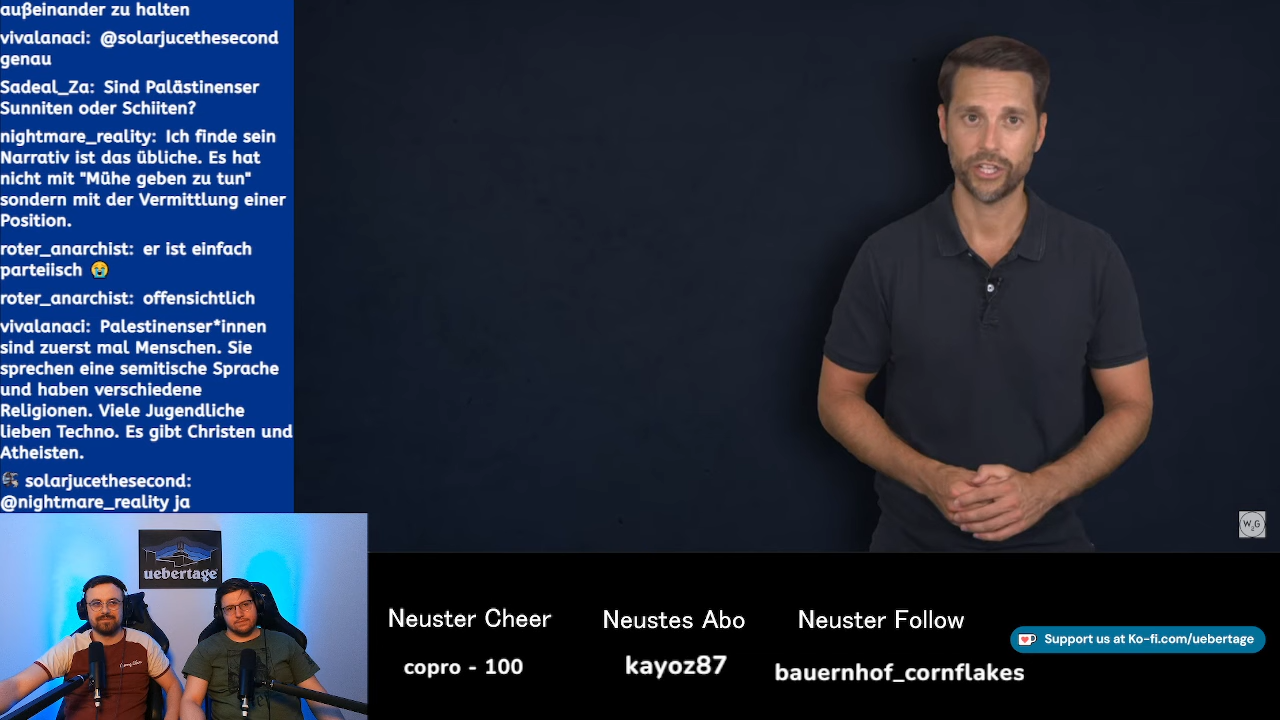 außeinander zu halten
vivalanaci: @solarjucethesecond
genau
Sadeal_Za: Sind Palästinenser
Sunniten oder Schiiten?
nightmare_reality: Ich finde sein
Narrativ ist das übliche. Es hat
nicht mit "Mühe geben zu tun"
sondern mit der Vermittlung einer
Position.
roter_anarchist: er ist einfach
parteiisch 😭
roter_anarchist: offensichtlich
vivalanaci: Palestinenser*innen
sind zuerst mal Menschen. Sie
sprechen eine semitische Sprache
und haben verschiedene
Religionen. Viele Jugendliche
lieben Techno. Es gibt Christen und
Atheisten.
solarjucethesecond:
@nightmare_reality ja
W2G
uebertage
Neuster Cheer
copro - 100
Neustes Abo
kayoz87
Neuster Follow
bauernhof_cornflakes
Support us at Ko-fi.com/uebertage